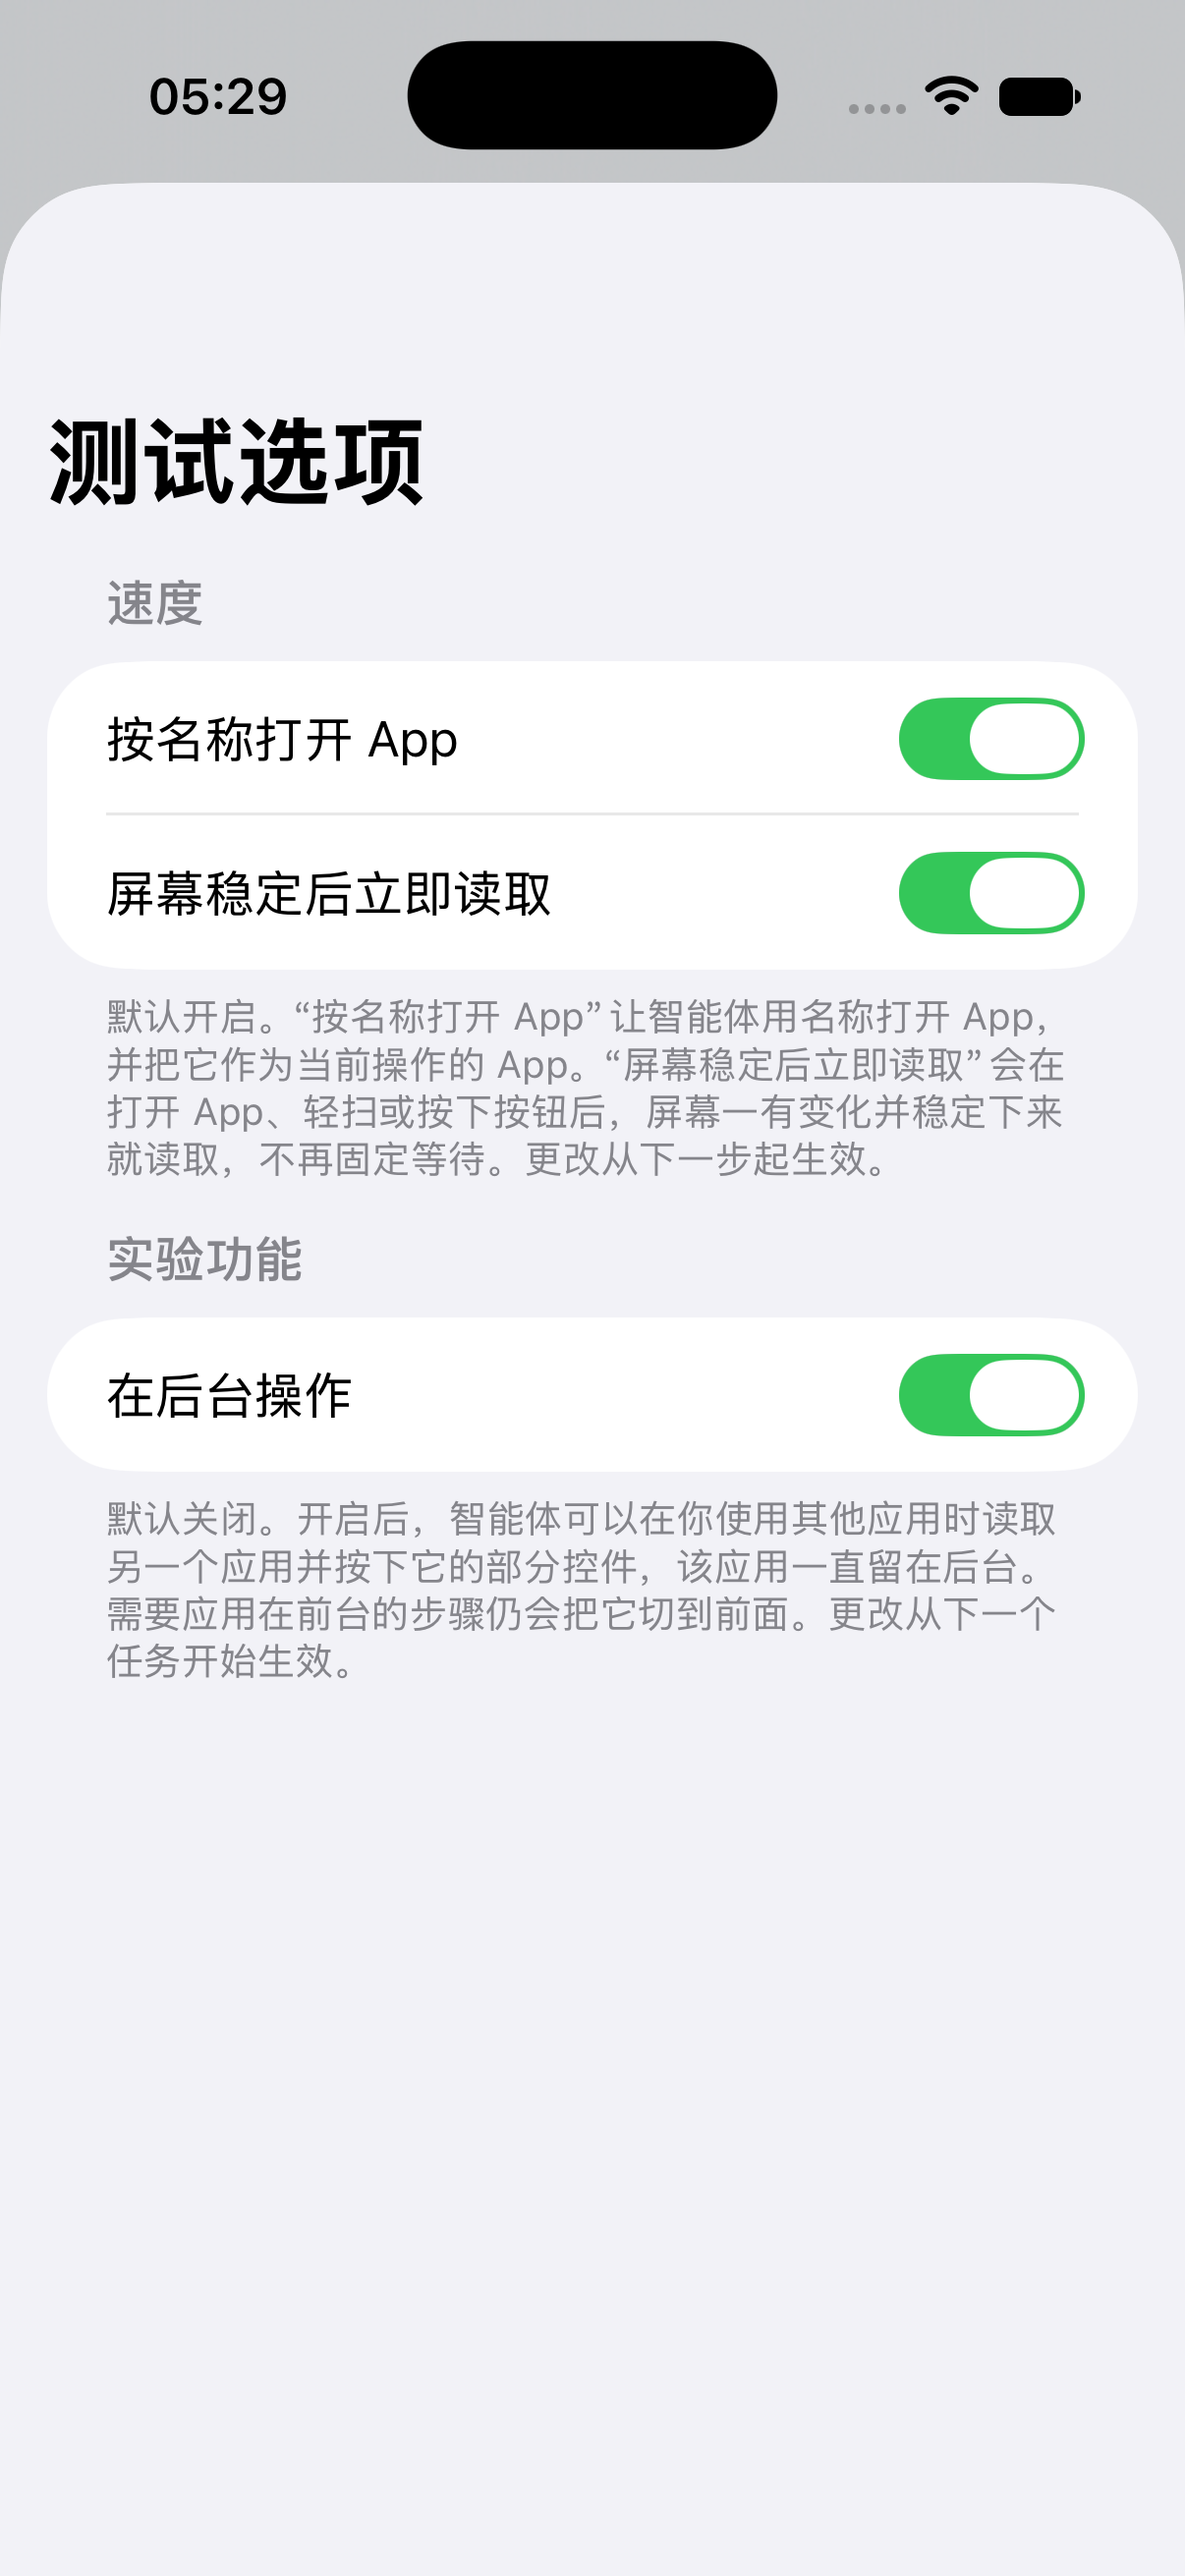 05:29
测试选项
速度
按名称打开 App
屏幕稳定后立即读取
默认开启。“按名称打开 App” 让智能体用名称打开 App，
并把它作为当前操作的 App。“屏幕稳定后立即读取” 会在
打开 App、轻扫或按下按钮后，屏幕一有变化并稳定下来
就读取，不再固定等待。更改从下一步起生效。
实验功能
在后台操作
默认关闭。开启后，智能体可以在你使用其他应用时读取
另一个应用并按下它的部分控件，该应用一直留在后台。
需要应用在前台的步骤仍会把它切到前面。更改从下一个
任务开始生效。